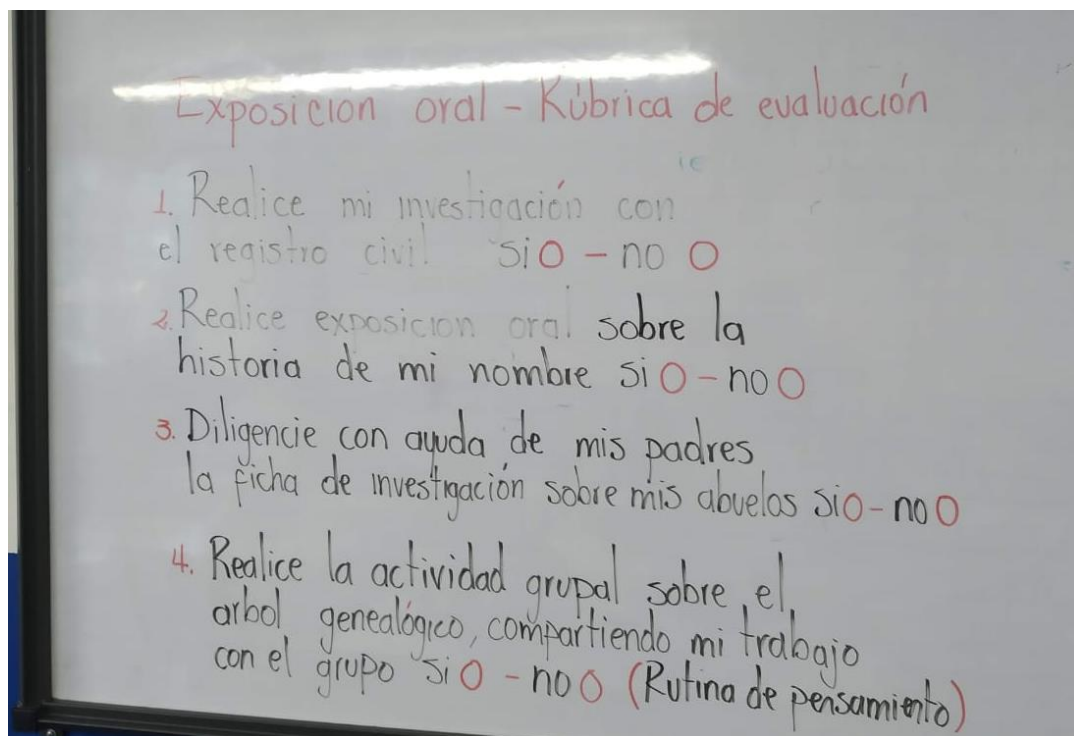 Exposicion oral - Rúbrica de evaluación
1. Realice mi investigación con
el registro civil si O - no O
2. Realice exposicion oral sobre la
historia de mi nombre si O - no O
3. Diligencie con ayuda de mis padres
la ficha de investigación sobre mis abuelos si O - no O
4. Realice la actividad grupal sobre el
arbol genealógico, compartiendo mi trabajo
con el grupo si O - no O (Rutina de pensamiento)